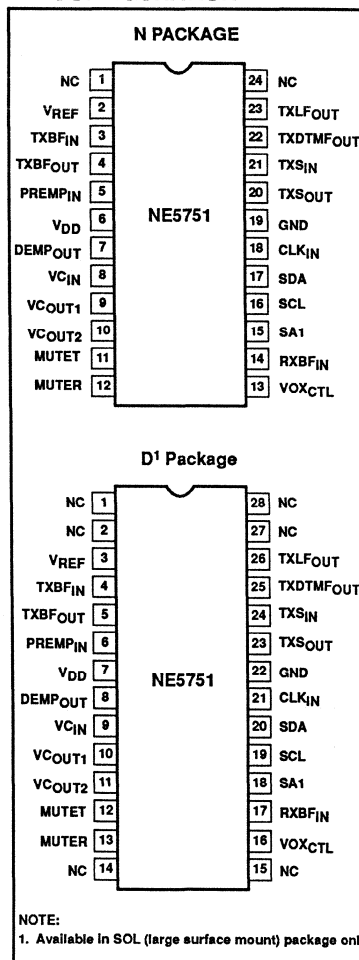 N PACKAGE
NC 1 24 NC
VREF 2 23 TXLFOUT
TXBFIN 3 22 TXDTMFOUT
TXBFOUT 4 21 TXSIN
PREMPIN 5 20 TXSOUT
VDD 6 19 GND
DEMPOUT 7 18 CLKIN
VCIN 8 17 SDA
VCOUT1 9 16 SCL
VCOUT2 10 15 SA1
MUTET 11 14 RXBFIN
MUTER 12 13 VOXCTL
NE5751
D1 Package
NC 1 28 NC
NC 2 27 NC
VREF 3 26 TXLFOUT
TXBFIN 4 25 TXDTMFOUT
TXBFOUT 5 24 TXSIN
PREMPIN 6 23 TXSOUT
VDD 7 22 GND
DEMPOUT 8 21 CLKIN
VCIN 9 20 SDA
VCOUT1 10 19 SCL
VCOUT2 11 18 SA1
MUTET 12 17 RXBFIN
MUTER 13 16 VOXCTL
NC 14 15 NC
NE5751
NOTE:
1. Available in SOL (large surface mount) package